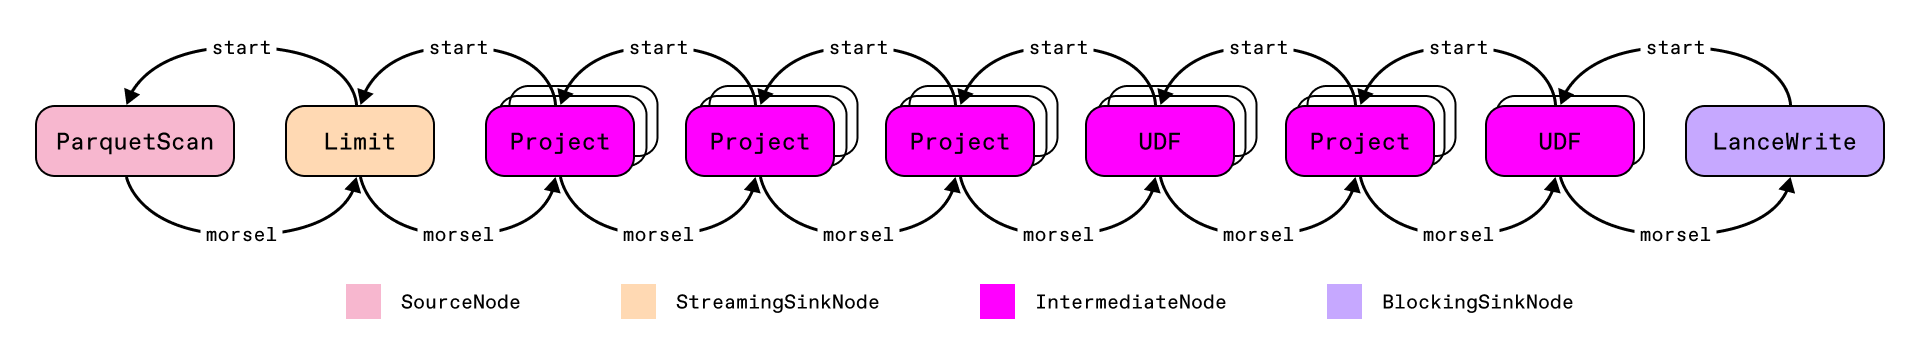 start start start start start start start start
ParquetScan Limit Project Project Project UDF Project UDF LanceWrite
morsel morsel morsel morsel morsel morsel morsel morsel
SourceNode StreamingSinkNode IntermediateNode BlockingSinkNode